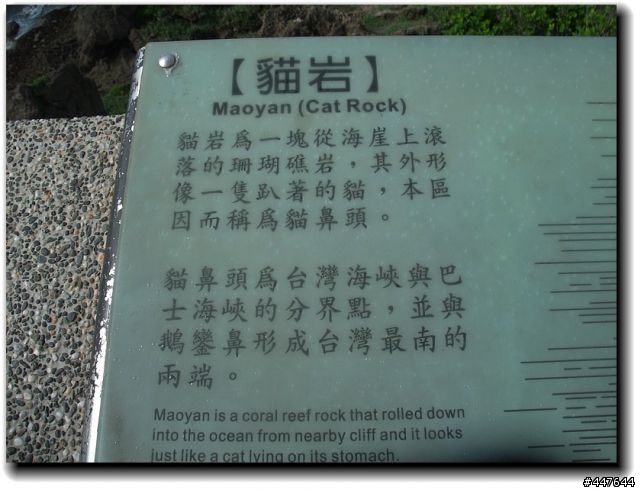 【貓岩】
Maoyan (Cat Rock)
貓岩為一塊從海崖上滾
落的珊瑚礁岩，其外形
像一隻趴著的貓，本區
因而稱為貓鼻頭。
貓鼻頭為台灣海峽與巴
士海峽的分界點，並與
鵝鑾鼻形成台灣最南的
兩端。
Maoyan is a coral reef rock that rolled down
into the ocean from nearby cliff and it looks
just like a cat lying on its stomach.
#447644